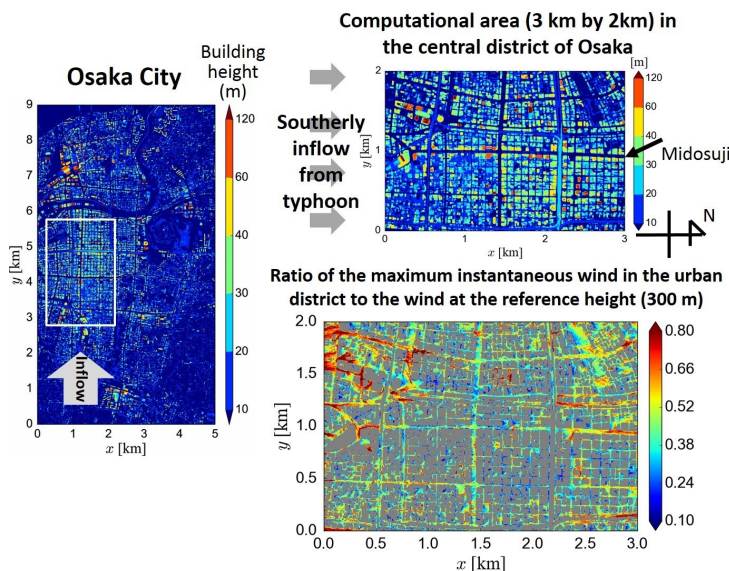 Osaka City
Building
height
(m)
9
8
7
6
5
4
3
2
1
0
y [km]
0
1
2
3
4
5
x [km]
Inflow
120
60
40
30
20
10
Computational area (3 km by 2km) in
the central district of Osaka
Southerly
inflow
from
typhoon
2
1
0
y [km]
0
1
2
3
x [km]
[m]
120
60
40
30
20
10
Midosuji
N
Ratio of the maximum instantaneous wind in the urban
district to the wind at the reference height (300 m)
2.0
1.5
1.0
0.5
0.0
y [km]
0.0
0.5
1.0
1.5
2.0
2.5
3.0
x [km]
0.80
0.66
0.52
0.38
0.24
0.10